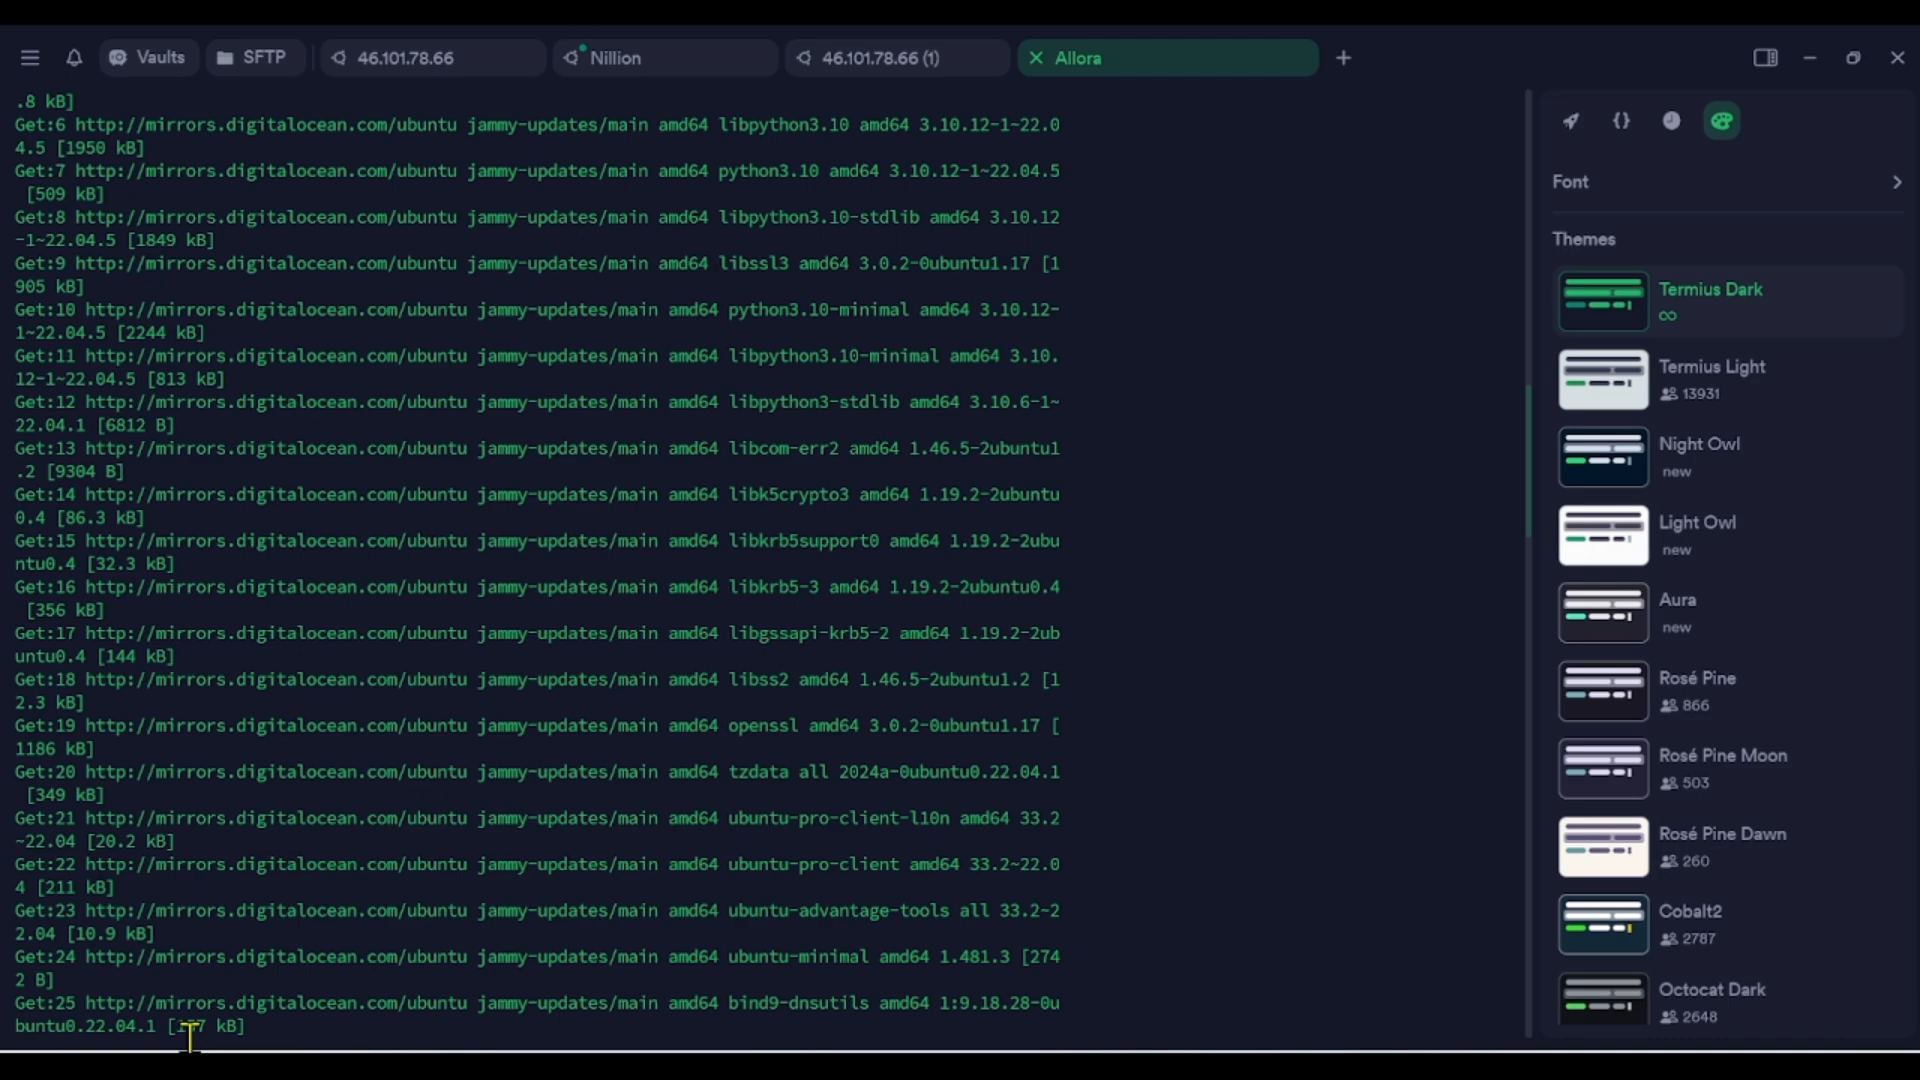 Vaults
SFTP
46.101.78.66
Nillion
46.101.78.66 (1)
Allora
.8 kB]
Get:6 http://mirrors.digitalocean.com/ubuntu jammy-updates/main amd64 libpython3.10 amd64 3.10.12-1~22.0
4.5 [1950 kB]
Get:7 http://mirrors.digitalocean.com/ubuntu jammy-updates/main amd64 python3.10 amd64 3.10.12-1~22.04.5
[509 kB]
Get:8 http://mirrors.digitalocean.com/ubuntu jammy-updates/main amd64 libpython3.10-stdlib amd64 3.10.12
-1~22.04.5 [1849 kB]
Get:9 http://mirrors.digitalocean.com/ubuntu jammy-updates/main amd64 libssl3 amd64 3.0.2-0ubuntu1.17 [1
905 kB]
Get:10 http://mirrors.digitalocean.com/ubuntu jammy-updates/main amd64 python3.10-minimal amd64 3.10.12-
1~22.04.5 [2244 kB]
Get:11 http://mirrors.digitalocean.com/ubuntu jammy-updates/main amd64 libpython3.10-minimal amd64 3.10.
12-1~22.04.5 [813 kB]
Get:12 http://mirrors.digitalocean.com/ubuntu jammy-updates/main amd64 libpython3-stdlib amd64 3.10.6-1~
22.04.1 [6812 B]
Get:13 http://mirrors.digitalocean.com/ubuntu jammy-updates/main amd64 libcom-err2 amd64 1.46.5-2ubuntu1
.2 [9304 B]
Get:14 http://mirrors.digitalocean.com/ubuntu jammy-updates/main amd64 libk5crypto3 amd64 1.19.2-2ubuntu
0.4 [86.3 kB]
Get:15 http://mirrors.digitalocean.com/ubuntu jammy-updates/main amd64 libkrb5support0 amd64 1.19.2-2ubu
ntu0.4 [32.3 kB]
Get:16 http://mirrors.digitalocean.com/ubuntu jammy-updates/main amd64 libkrb5-3 amd64 1.19.2-2ubuntu0.4
[356 kB]
Get:17 http://mirrors.digitalocean.com/ubuntu jammy-updates/main amd64 libgssapi-krb5-2 amd64 1.19.2-2ub
untu0.4 [144 kB]
Get:18 http://mirrors.digitalocean.com/ubuntu jammy-updates/main amd64 libss2 amd64 1.46.5-2ubuntu1.2 [1
2.3 kB]
Get:19 http://mirrors.digitalocean.com/ubuntu jammy-updates/main amd64 openssl amd64 3.0.2-0ubuntu1.17 [
1186 kB]
Get:20 http://mirrors.digitalocean.com/ubuntu jammy-updates/main amd64 tzdata all 2024a-0ubuntu0.22.04.1
[349 kB]
Get:21 http://mirrors.digitalocean.com/ubuntu jammy-updates/main amd64 ubuntu-pro-client-l10n amd64 33.2
~22.04 [20.2 kB]
Get:22 http://mirrors.digitalocean.com/ubuntu jammy-updates/main amd64 ubuntu-pro-client amd64 33.2~22.0
4 [211 kB]
Get:23 http://mirrors.digitalocean.com/ubuntu jammy-updates/main amd64 ubuntu-advantage-tools all 33.2~2
2.04 [10.9 kB]
Get:24 http://mirrors.digitalocean.com/ubuntu jammy-updates/main amd64 ubuntu-minimal amd64 1.481.3 [274
2 B]
Get:25 http://mirrors.digitalocean.com/ubuntu jammy-updates/main amd64 bind9-dnsutils amd64 1:9.18.28-0u
buntu0.22.04.1 kB]
Font
Themes
Termius Dark
∞
Termius Light
13931
Night Owl
new
Light Owl
new
Aura
new
Rosé Pine
866
Rosé Pine Moon
503
Rosé Pine Dawn
260
Cobalt2
2787
Octocat Dark
2648